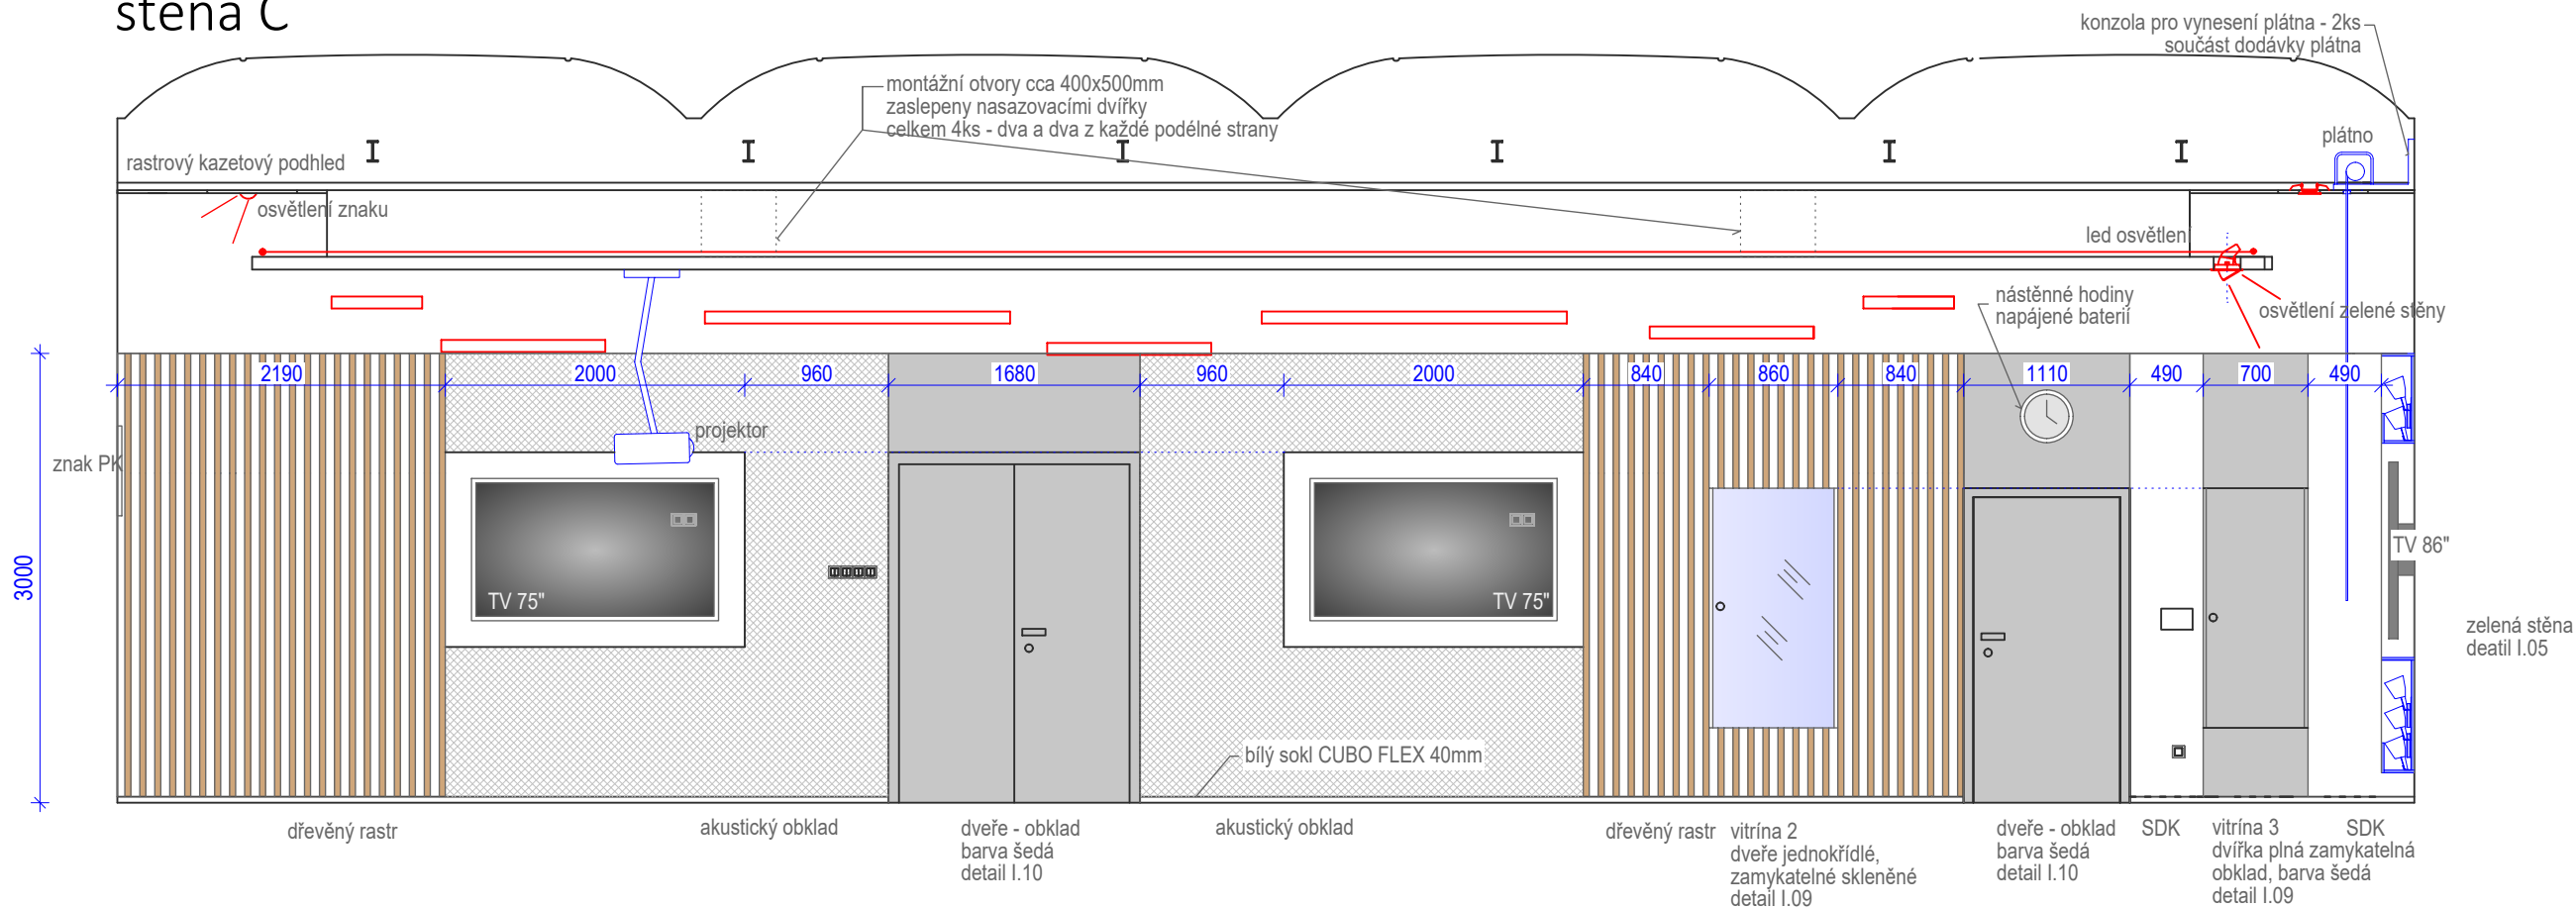 stěna C
konzola pro vynesení plátna - 2ks
součást dodávky plátna
montážní otvory cca 400x500mm
zaslepeny nasazovacími dvířky
celkem 4ks - dva a dva z každé podélné strany
plátno
rastrový kazetový podhled
osvětlení znaku
led osvětlen
nástěnné hodiny
napájené baterií
osvětlení zelené stěny
2190
2000
960
1680
960
2000
840
860
840
1110
490
700
490
projektor
znak PK
3000
TV 75"
TV 75"
TV 86"
zelená stěna
deatil I.05
bílý sokl CUBO FLEX 40mm
dřevěný rastr
akustický obklad
dveře - obklad
barva šedá
detail I.10
akustický obklad
dřevěný rastr
vitrína 2
dveře jednokřídlé,
zamykatelné skleněné
detail I.09
dveře - obklad
barva šedá
detail I.10
SDK
vitrína 3
dvířka plná zamykatelná
obklad, barva šedá
detail I.09
SDK